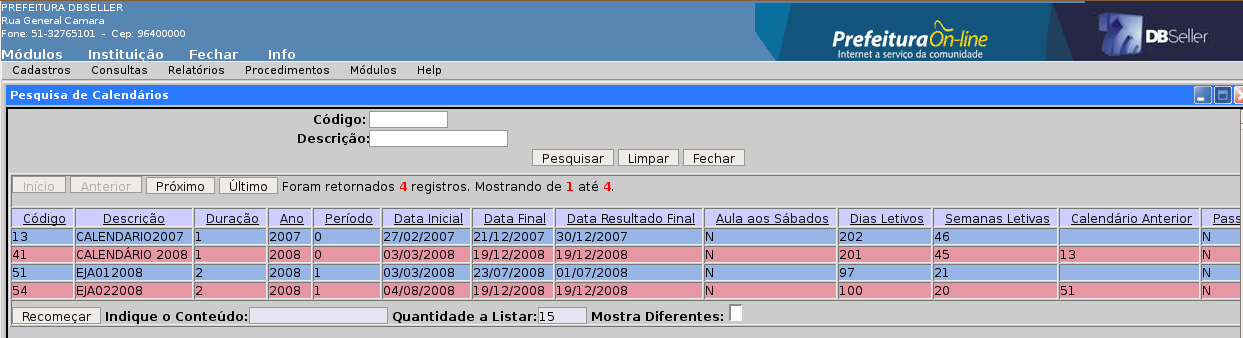 PREFEITURA DBSELLER
Rua General Camara
Fone: 51-32765101 - Cep: 96400000
Prefeitura On-line
Internet a serviço da comunidade
DBSeller
Módulos Instituição Fechar Info
Cadastros Consultas Relatórios Procedimentos Módulos Help
Pesquisa de Calendários
Código:
Descrição:
Pesquisar Limpar Fechar
Início Anterior Próximo Último Foram retornados 4 registros. Mostrando de 1 até 4.
Código Descrição Duração Ano Período Data Inicial Data Final Data Resultado Final Aula aos Sábados Dias Letivos Semanas Letivas Calendário Anterior Pass
13 CALENDARIO2007 1 2007 0 27/02/2007 21/12/2007 30/12/2007 N 202 46 N
41 CALENDÁRIO 2008 1 2008 0 03/03/2008 19/12/2008 19/12/2008 N 201 45 13 N
51 EJA012008 2 2008 1 03/03/2008 23/07/2008 01/07/2008 N 97 21 N
54 EJA022008 2 2008 1 04/08/2008 19/12/2008 19/12/2008 N 100 20 51 N
Recomeçar Indique o Conteúdo: Quantidade a Listar: 15 Mostra Diferentes: